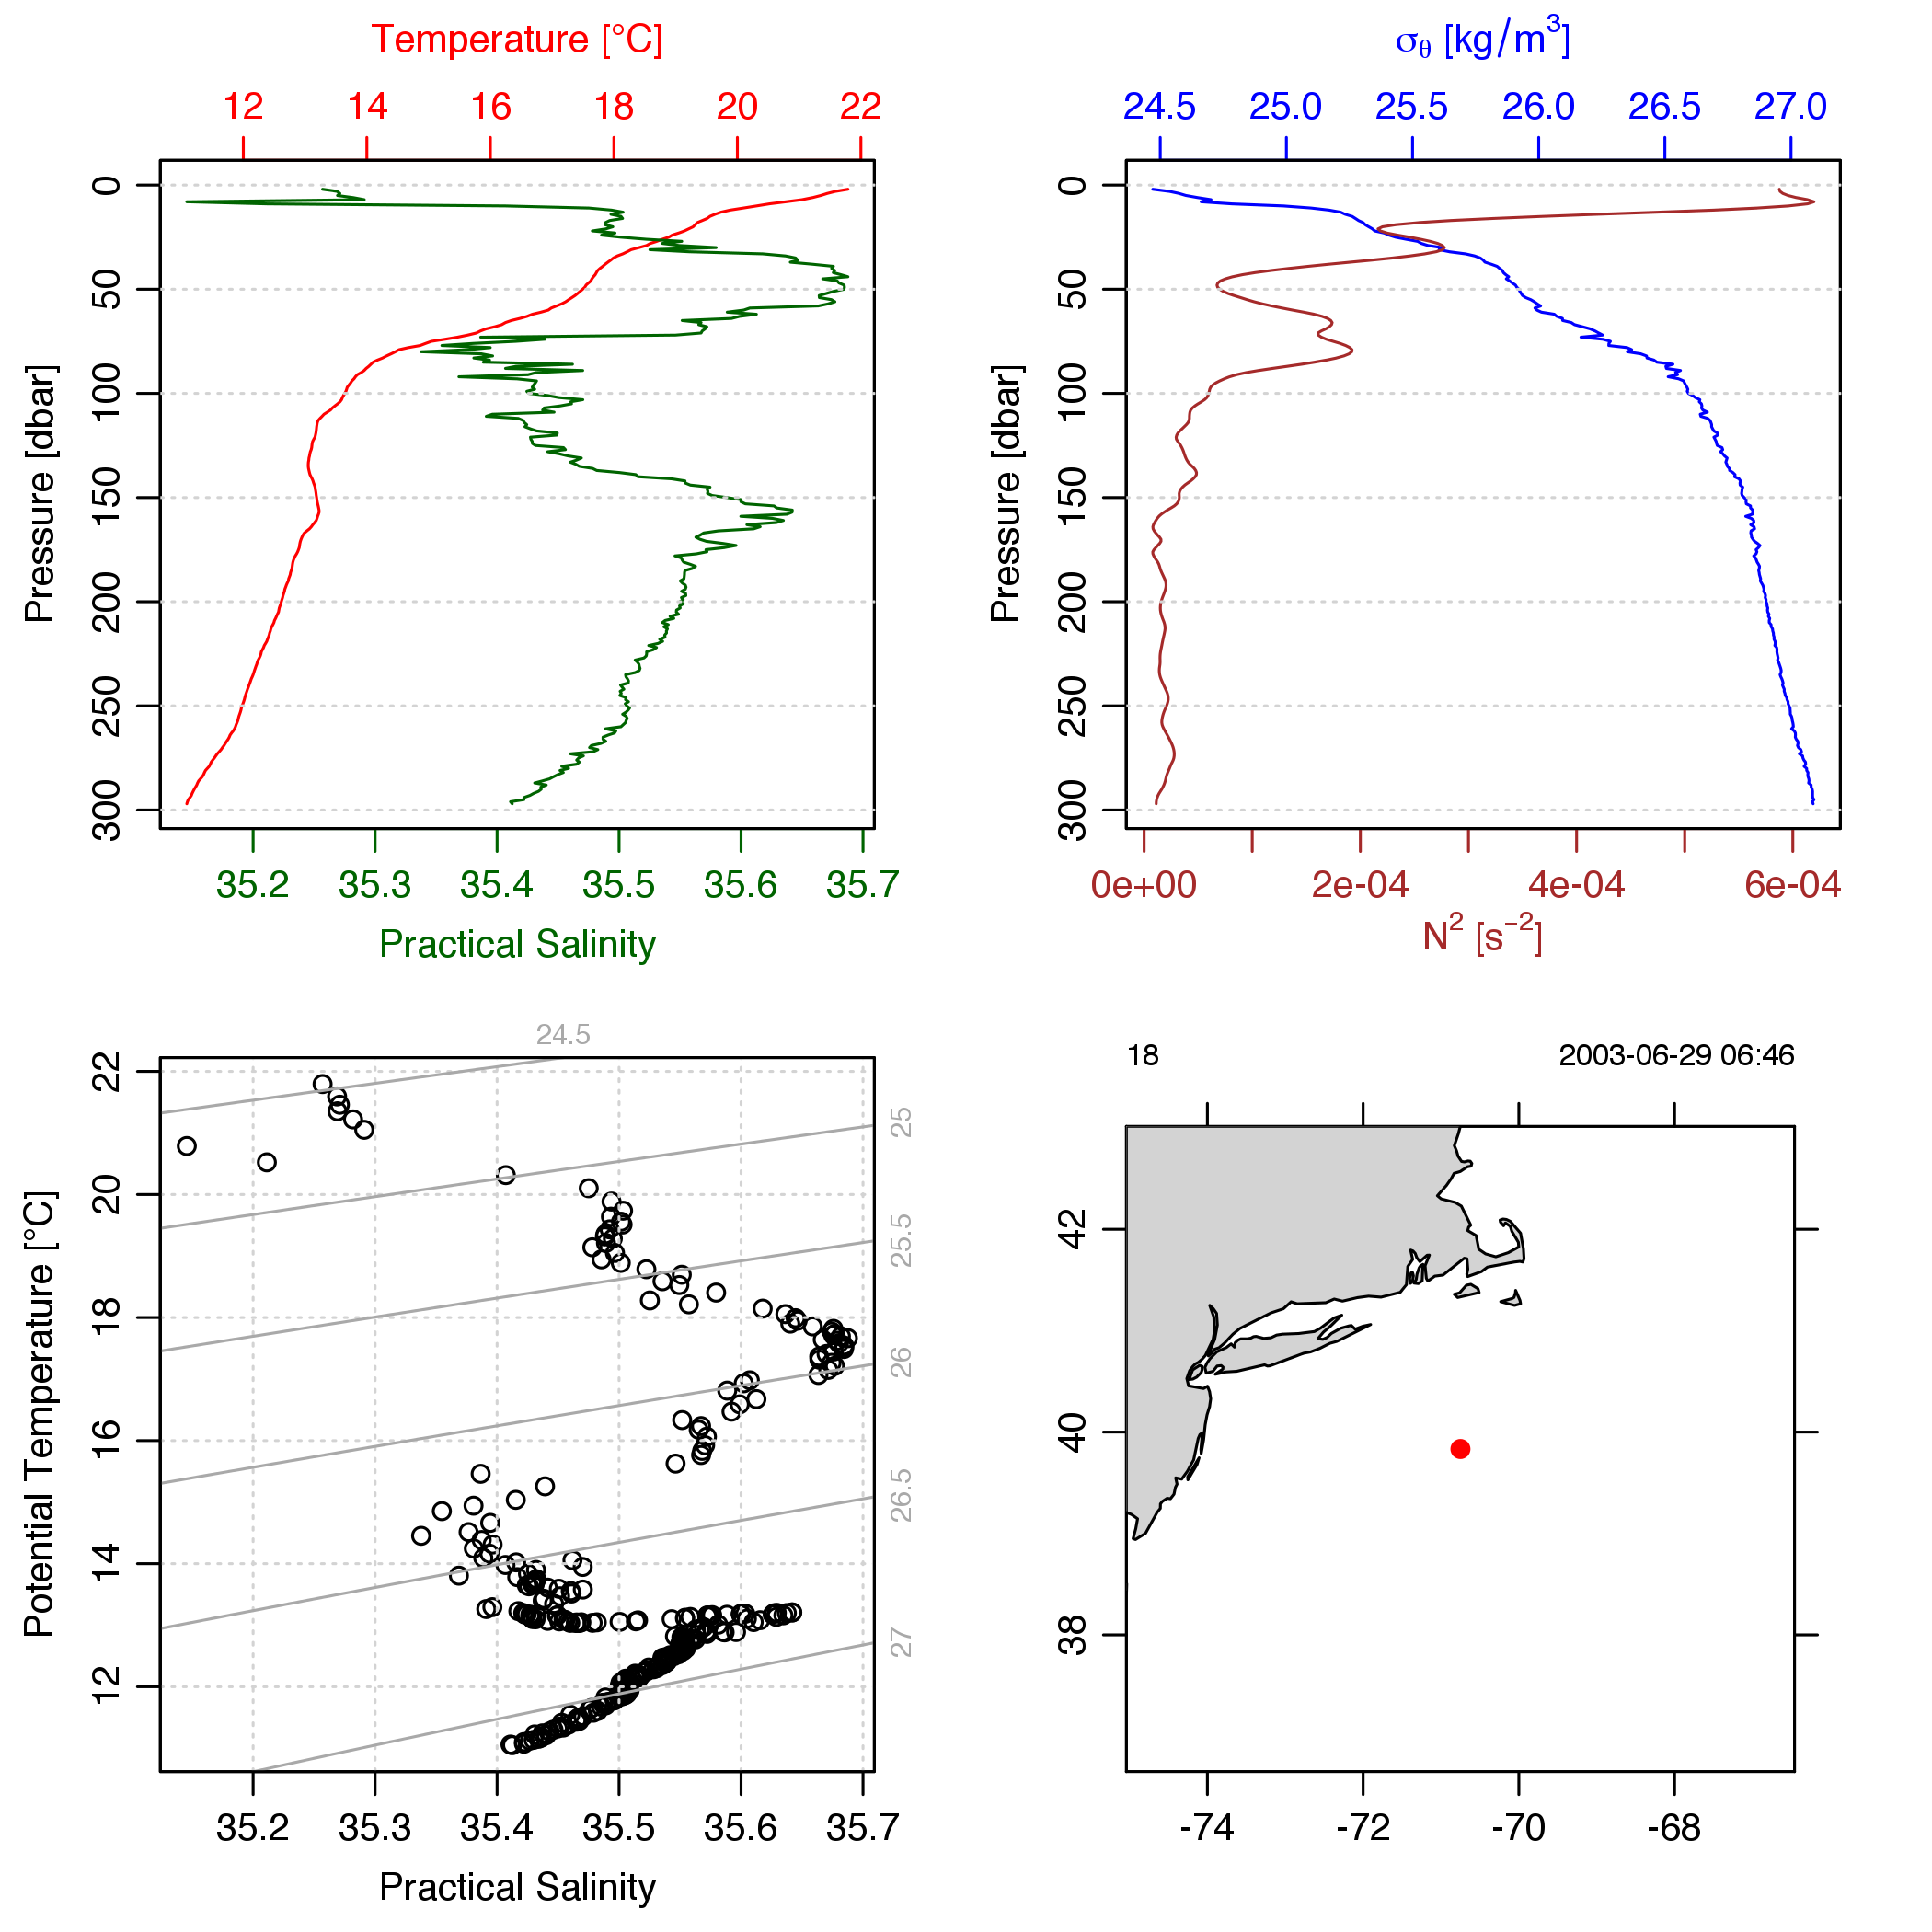 Temperature [°C]
12 14 16 18 20 22
0
50
100
150
200
250
300
Pressure [dbar]
35.2 35.3 35.4 35.5 35.6 35.7
Practical Salinity
σθ [kg/m³]
24.5 25.0 25.5 26.0 26.5 27.0
0
50
100
150
200
250
300
Pressure [dbar]
0e+00 2e-04 4e-04 6e-04
N² [s⁻²]
24.5
22
20
18
16
14
12
Potential Temperature [°C]
25
25.5
26
26.5
27
35.2 35.3 35.4 35.5 35.6 35.7
Practical Salinity
18 2003-06-29 06:46
42
40
38
-74 -72 -70 -68